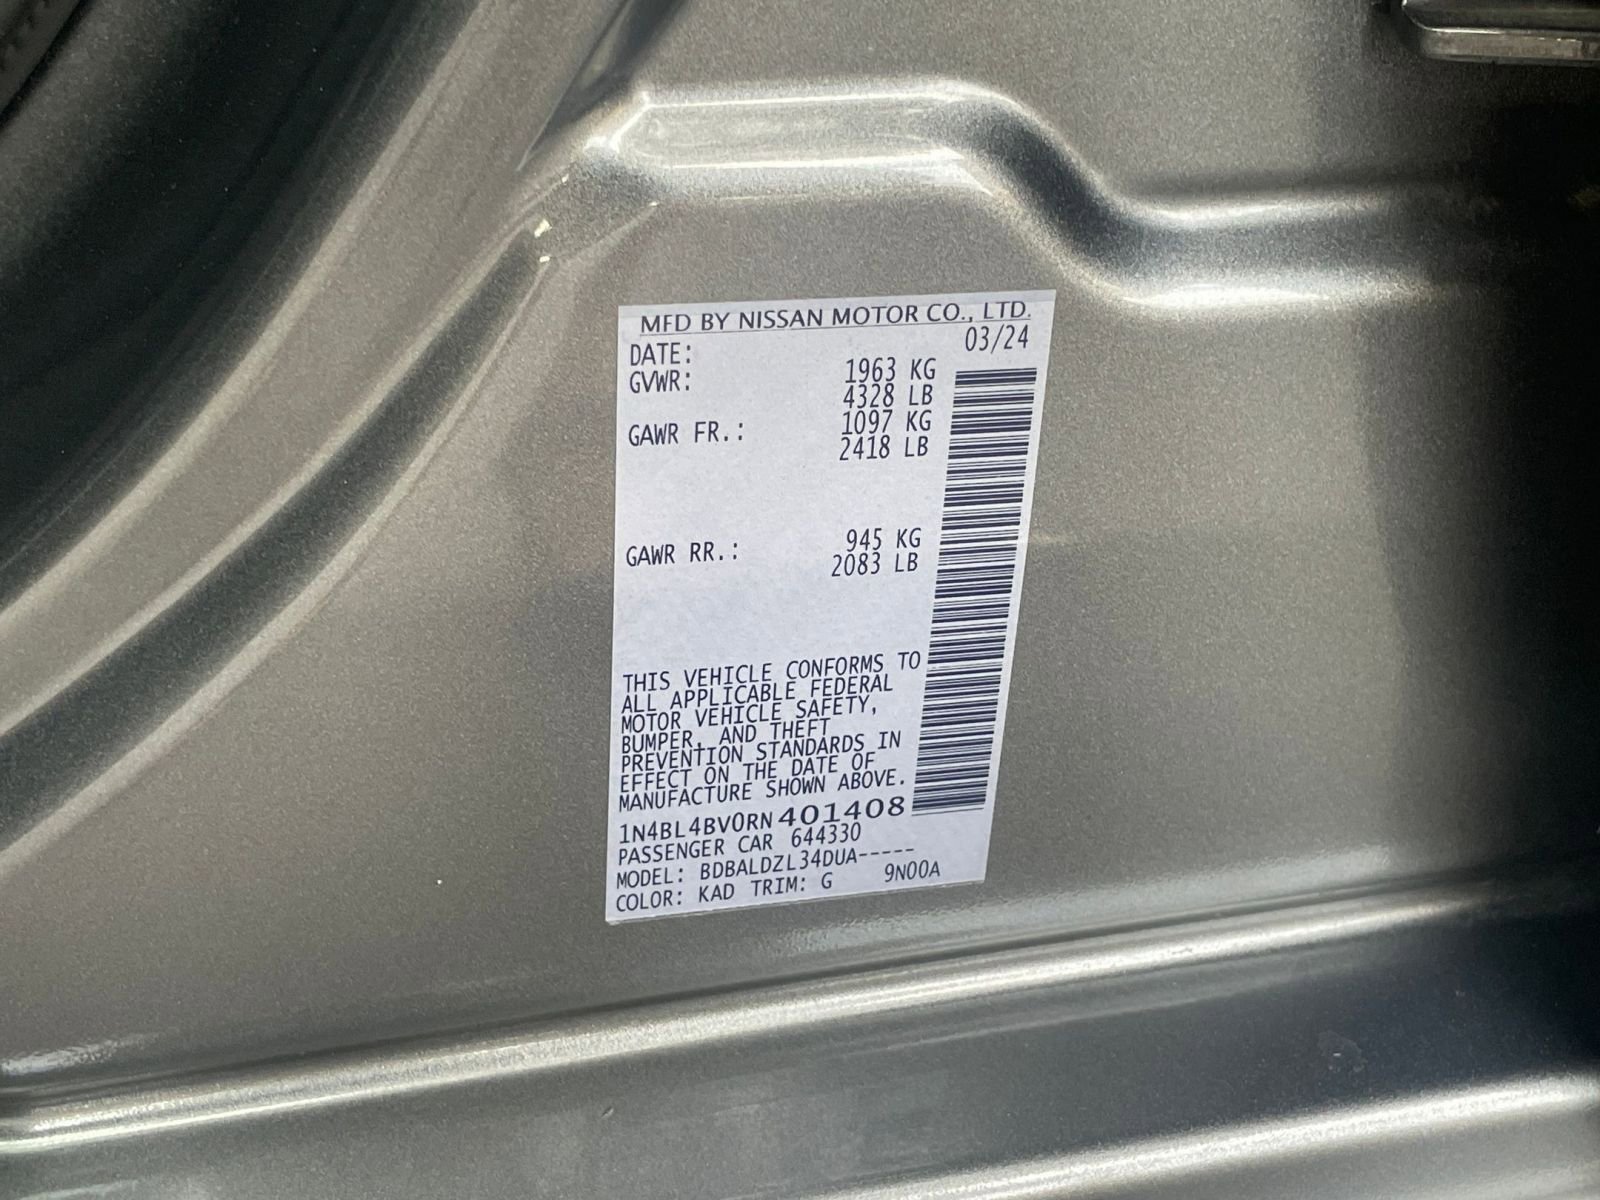 MFD BY NISSAN MOTOR CO., LTD.
DATE: 03/24
GVWR: 1963 KG
4328 LB
GAWR FR.: 1097 KG
2418 LB
GAWR RR.: 945 KG
2083 LB
THIS VEHICLE CONFORMS TO
ALL APPLICABLE FEDERAL
MOTOR VEHICLE SAFETY,
BUMPER, AND THEFT
PREVENTION STANDARDS IN
EFFECT ON THE DATE OF
MANUFACTURE SHOWN ABOVE.
1N4BL4BV0RN401408
PASSENGER CAR 644330
MODEL: BDBALDZL34DUA-----
COLOR: KAD TRIM: G 9N00A